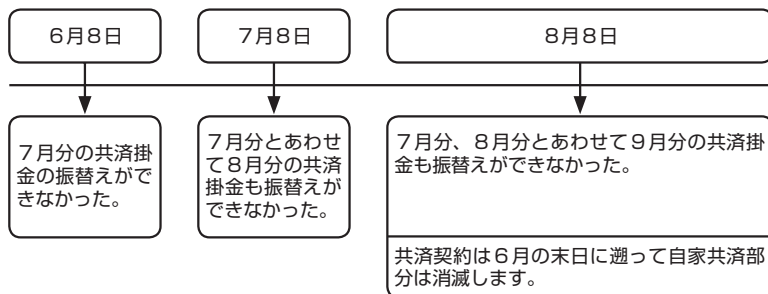 6月8日
7月8日
8月8日
7月分の共済掛
金の振替えがで
きなかった。
7月分とあわせ
て8月分の共済
掛金も振替えが
できなかった。
7月分、8月分とあわせて9月分の共済掛
金も振替えができなかった。
共済契約は6月の末日に遡って自家共済部
分は消滅します。